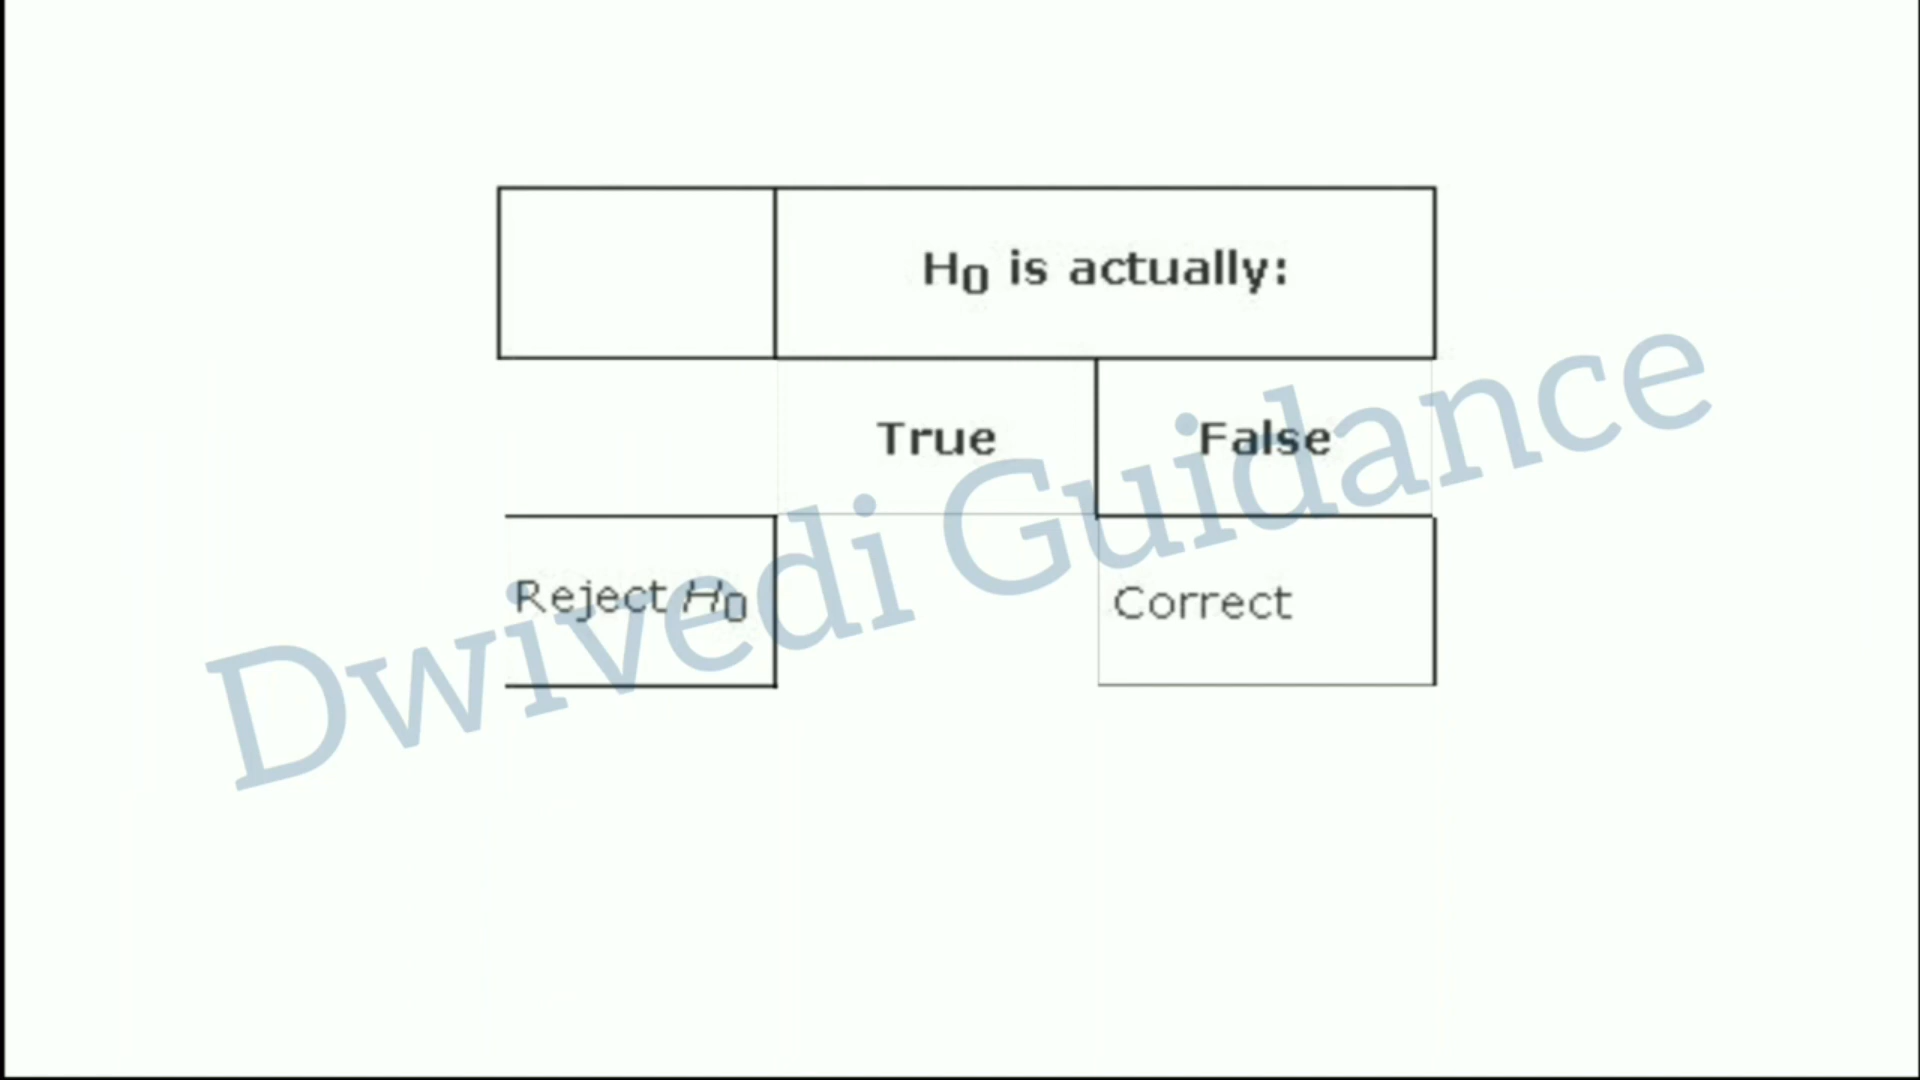 H0 is actually:
True False
Reject H0 Correct
Dwivedi Guidance